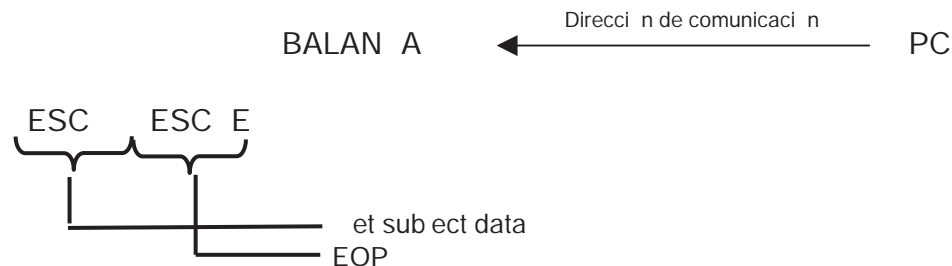 Direcci n de comunicaci n
BALAN A PC
ESC ESC E
et sub ect data
EOP